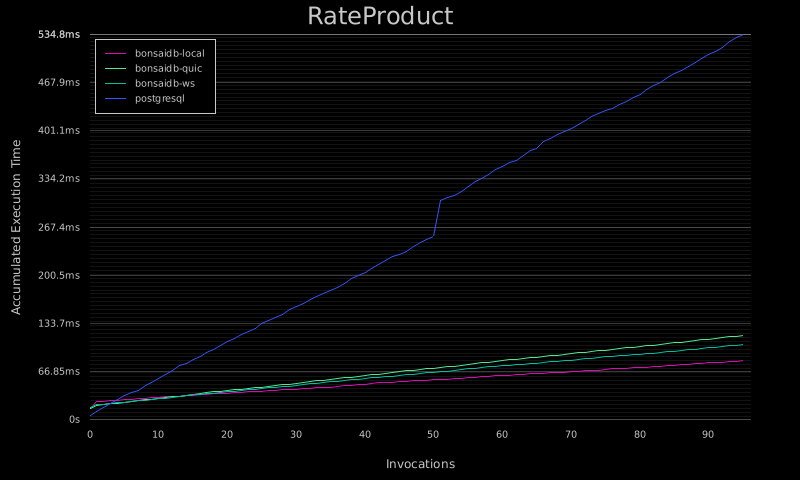 RateProduct
534.8ms
467.9ms
401.1ms
334.2ms
267.4ms
200.5ms
133.7ms
66.85ms
0s
Accumulated Execution Time
bonsaidb-local
bonsaidb-quic
bonsaidb-ws
postgresql
0 10 20 30 40 50 60 70 80 90
Invocations